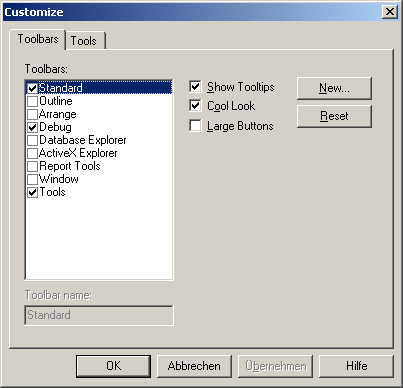 Customize
Toolbars
Tools
Toolbars:
Standard
Outline
Arrange
Debug
Database Explorer
ActiveX Explorer
Report Tools
Window
Tools
Show Tooltips
Cool Look
Large Buttons
New...
Reset
Toolbar name:
Standard
OK
Abbrechen
Übernehmen
Hilfe